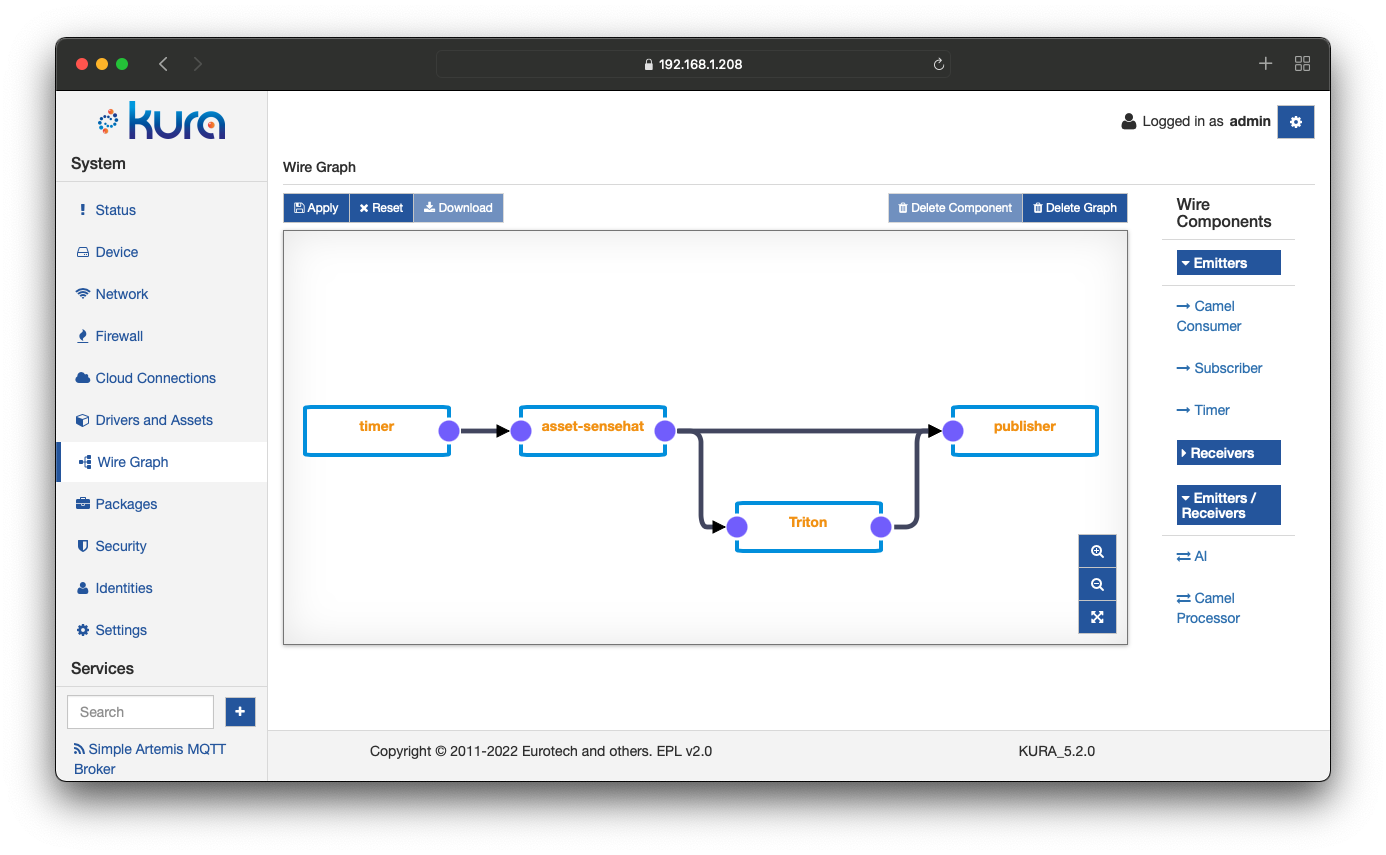 192.168.1.208
kura
Logged in as admin
System
Status
Device
Network
Firewall
Cloud Connections
Drivers and Assets
Wire Graph
Packages
Security
Identities
Settings
Services
Search
Simple Artemis MQTT
Broker
Wire Graph
Apply
Reset
Download
Delete Component
Delete Graph
timer
asset-sensehat
publisher
Triton
Wire
Components
Emitters
Camel
Consumer
Subscriber
Timer
Receivers
Emitters /
Receivers
AI
Camel
Processor
Copyright © 2011-2022 Eurotech and others. EPL v2.0
KURA_5.2.0